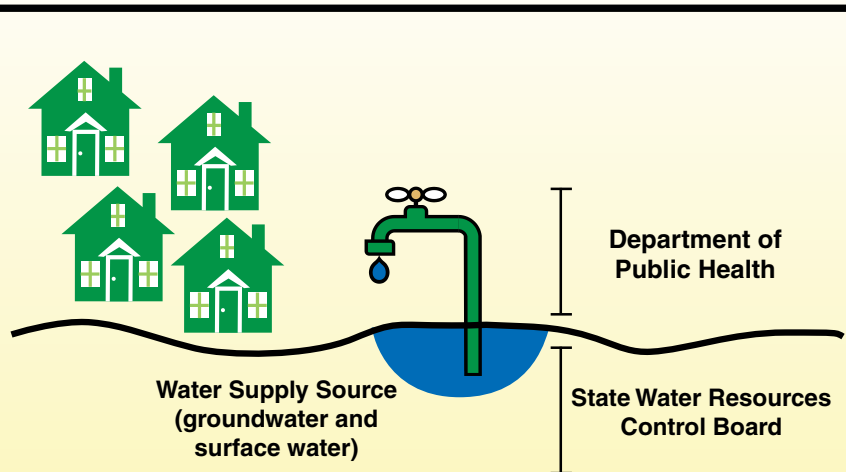 Department of
Public Health
Water Supply Source
(groundwater and
surface water)
State Water Resources
Control Board